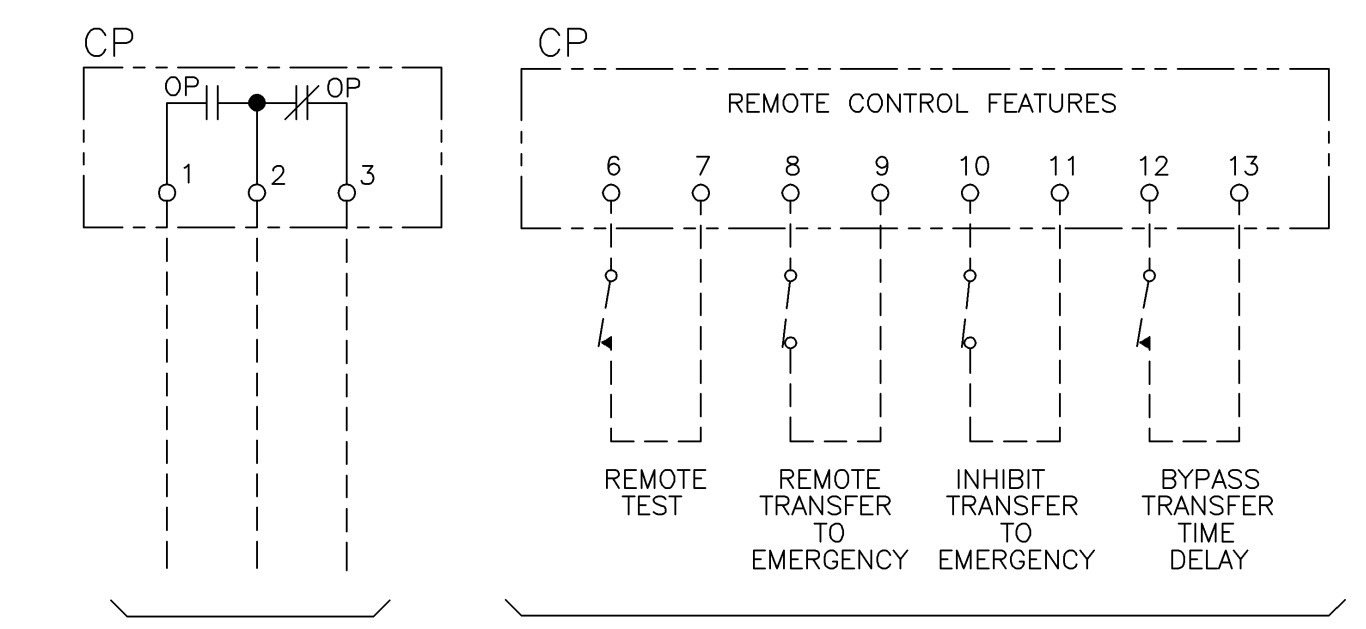 CP
OP OP
1 2 3
CP
REMOTE CONTROL FEATURES
6 7 8 9 10 11 12 13
REMOTE
TEST
REMOTE
TRANSFER
TO
EMERGENCY
INHIBIT
TRANSFER
TO
EMERGENCY
BYPASS
TRANSFER
TIME
DELAY